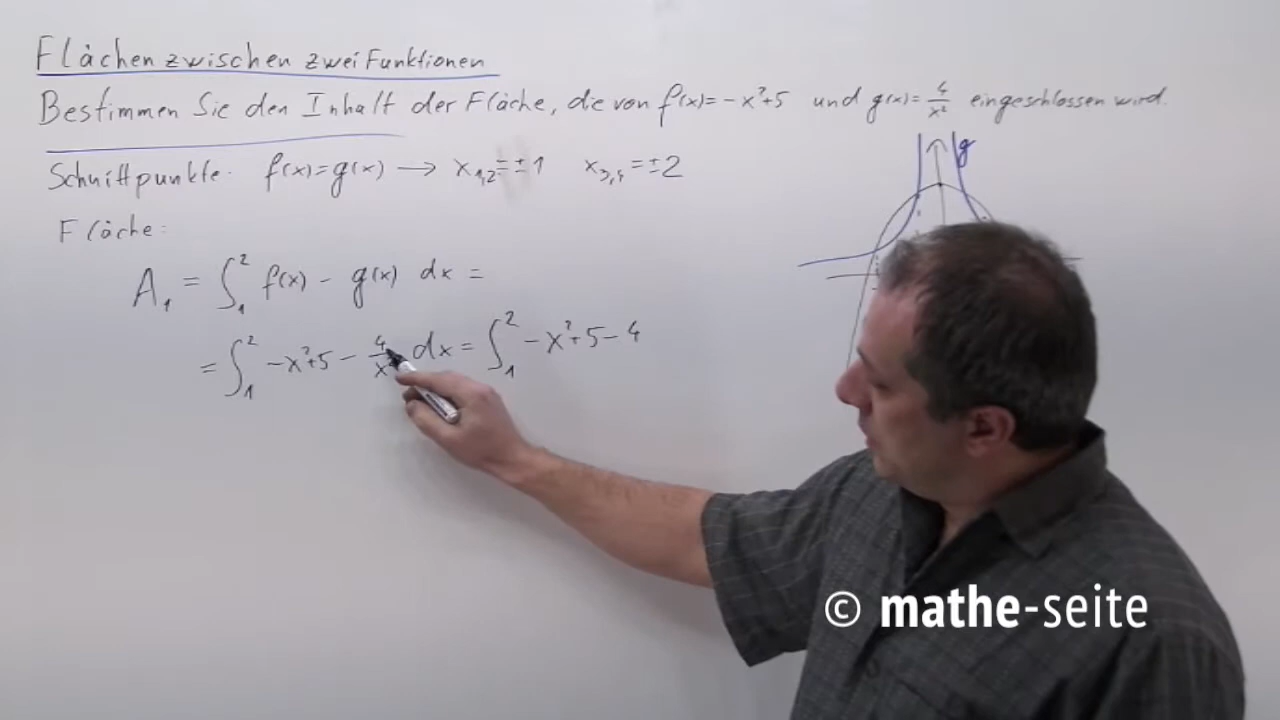 Flächen zwischen zwei Funktionen
Bestimmen Sie den Inhalt der Fläche, die von f(x)=-x²+5 und g(x)=4/x² eingeschlossen wird.
Schnittpunkte: f(x)=g(x) → x₁,₂=±1 x₃,₄=±2
g
Fläche:
A₁ = ∫₁² f(x) - g(x) dx =
= ∫₁² -x²+5 - 4/x² dx = ∫₁² -x²+5-4
© mathe-seite